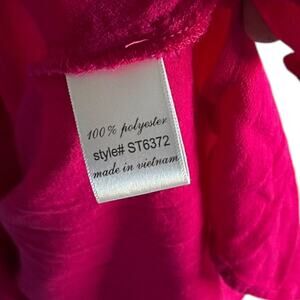 100% polyester
style# ST6372
made in vietnam